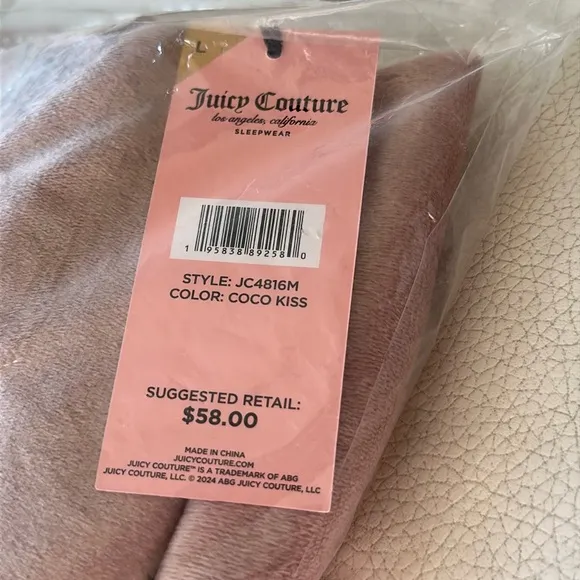 L
Juicy Couture
los angeles, california
SLEEPWEAR
1 95838 89258 0
STYLE: JC4816M
COLOR: COCO KISS
SUGGESTED RETAIL:
$58.00
MADE IN CHINA
JUICYCOUTURE.COM
JUICY COUTURE™ IS A TRADEMARK OF ABG
JUICY COUTURE, LLC. © 2024 ABG JUICY COUTURE, LLC